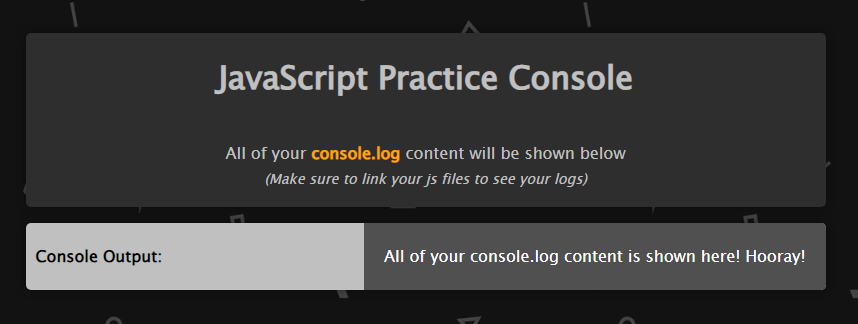 JavaScript Practice Console
All of your console.log content will be shown below
(Make sure to link your js files to see your logs)
Console Output:
All of your console.log content is shown here! Hooray!